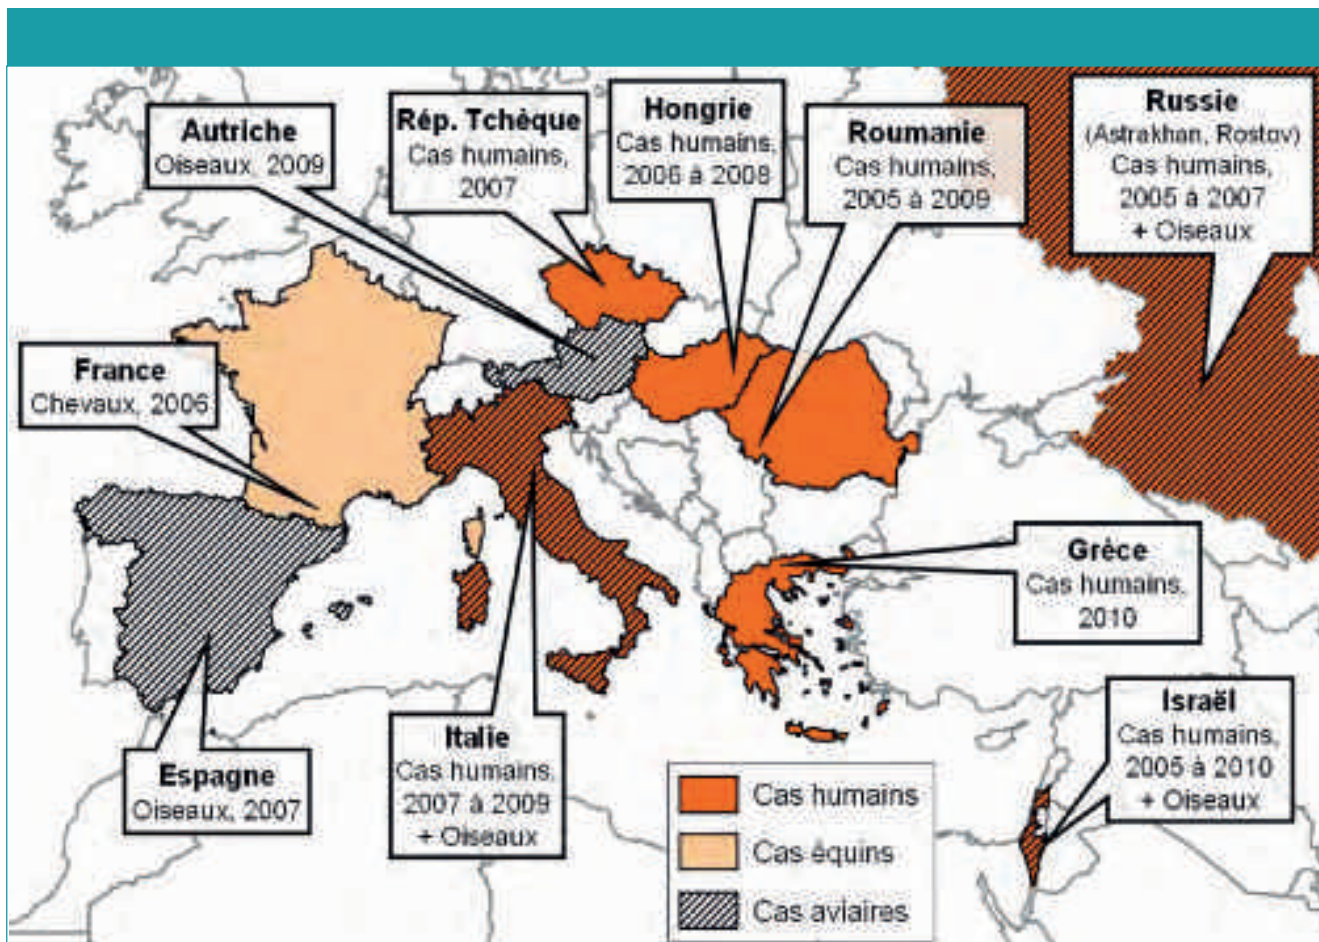 Autriche
Oiseaux, 2009
Rép. Tchèque
Cas humains,
2007
Hongrie
Cas humains,
2006 à 2008
Roumanie
Cas humains,
2005 à 2009
Russie
(Astrakhan, Rostov)
Cas humains,
2005 à 2007
+ Oiseaux
France
Chevaux, 2006
Grèce
Cas humains,
2010
Israël
Cas humains,
2005 à 2010
+ Oiseaux
Espagne
Oiseaux, 2007
Italie
Cas humains,
2007 à 2009
+ Oiseaux
Cas humains
Cas équins
Cas aviaires